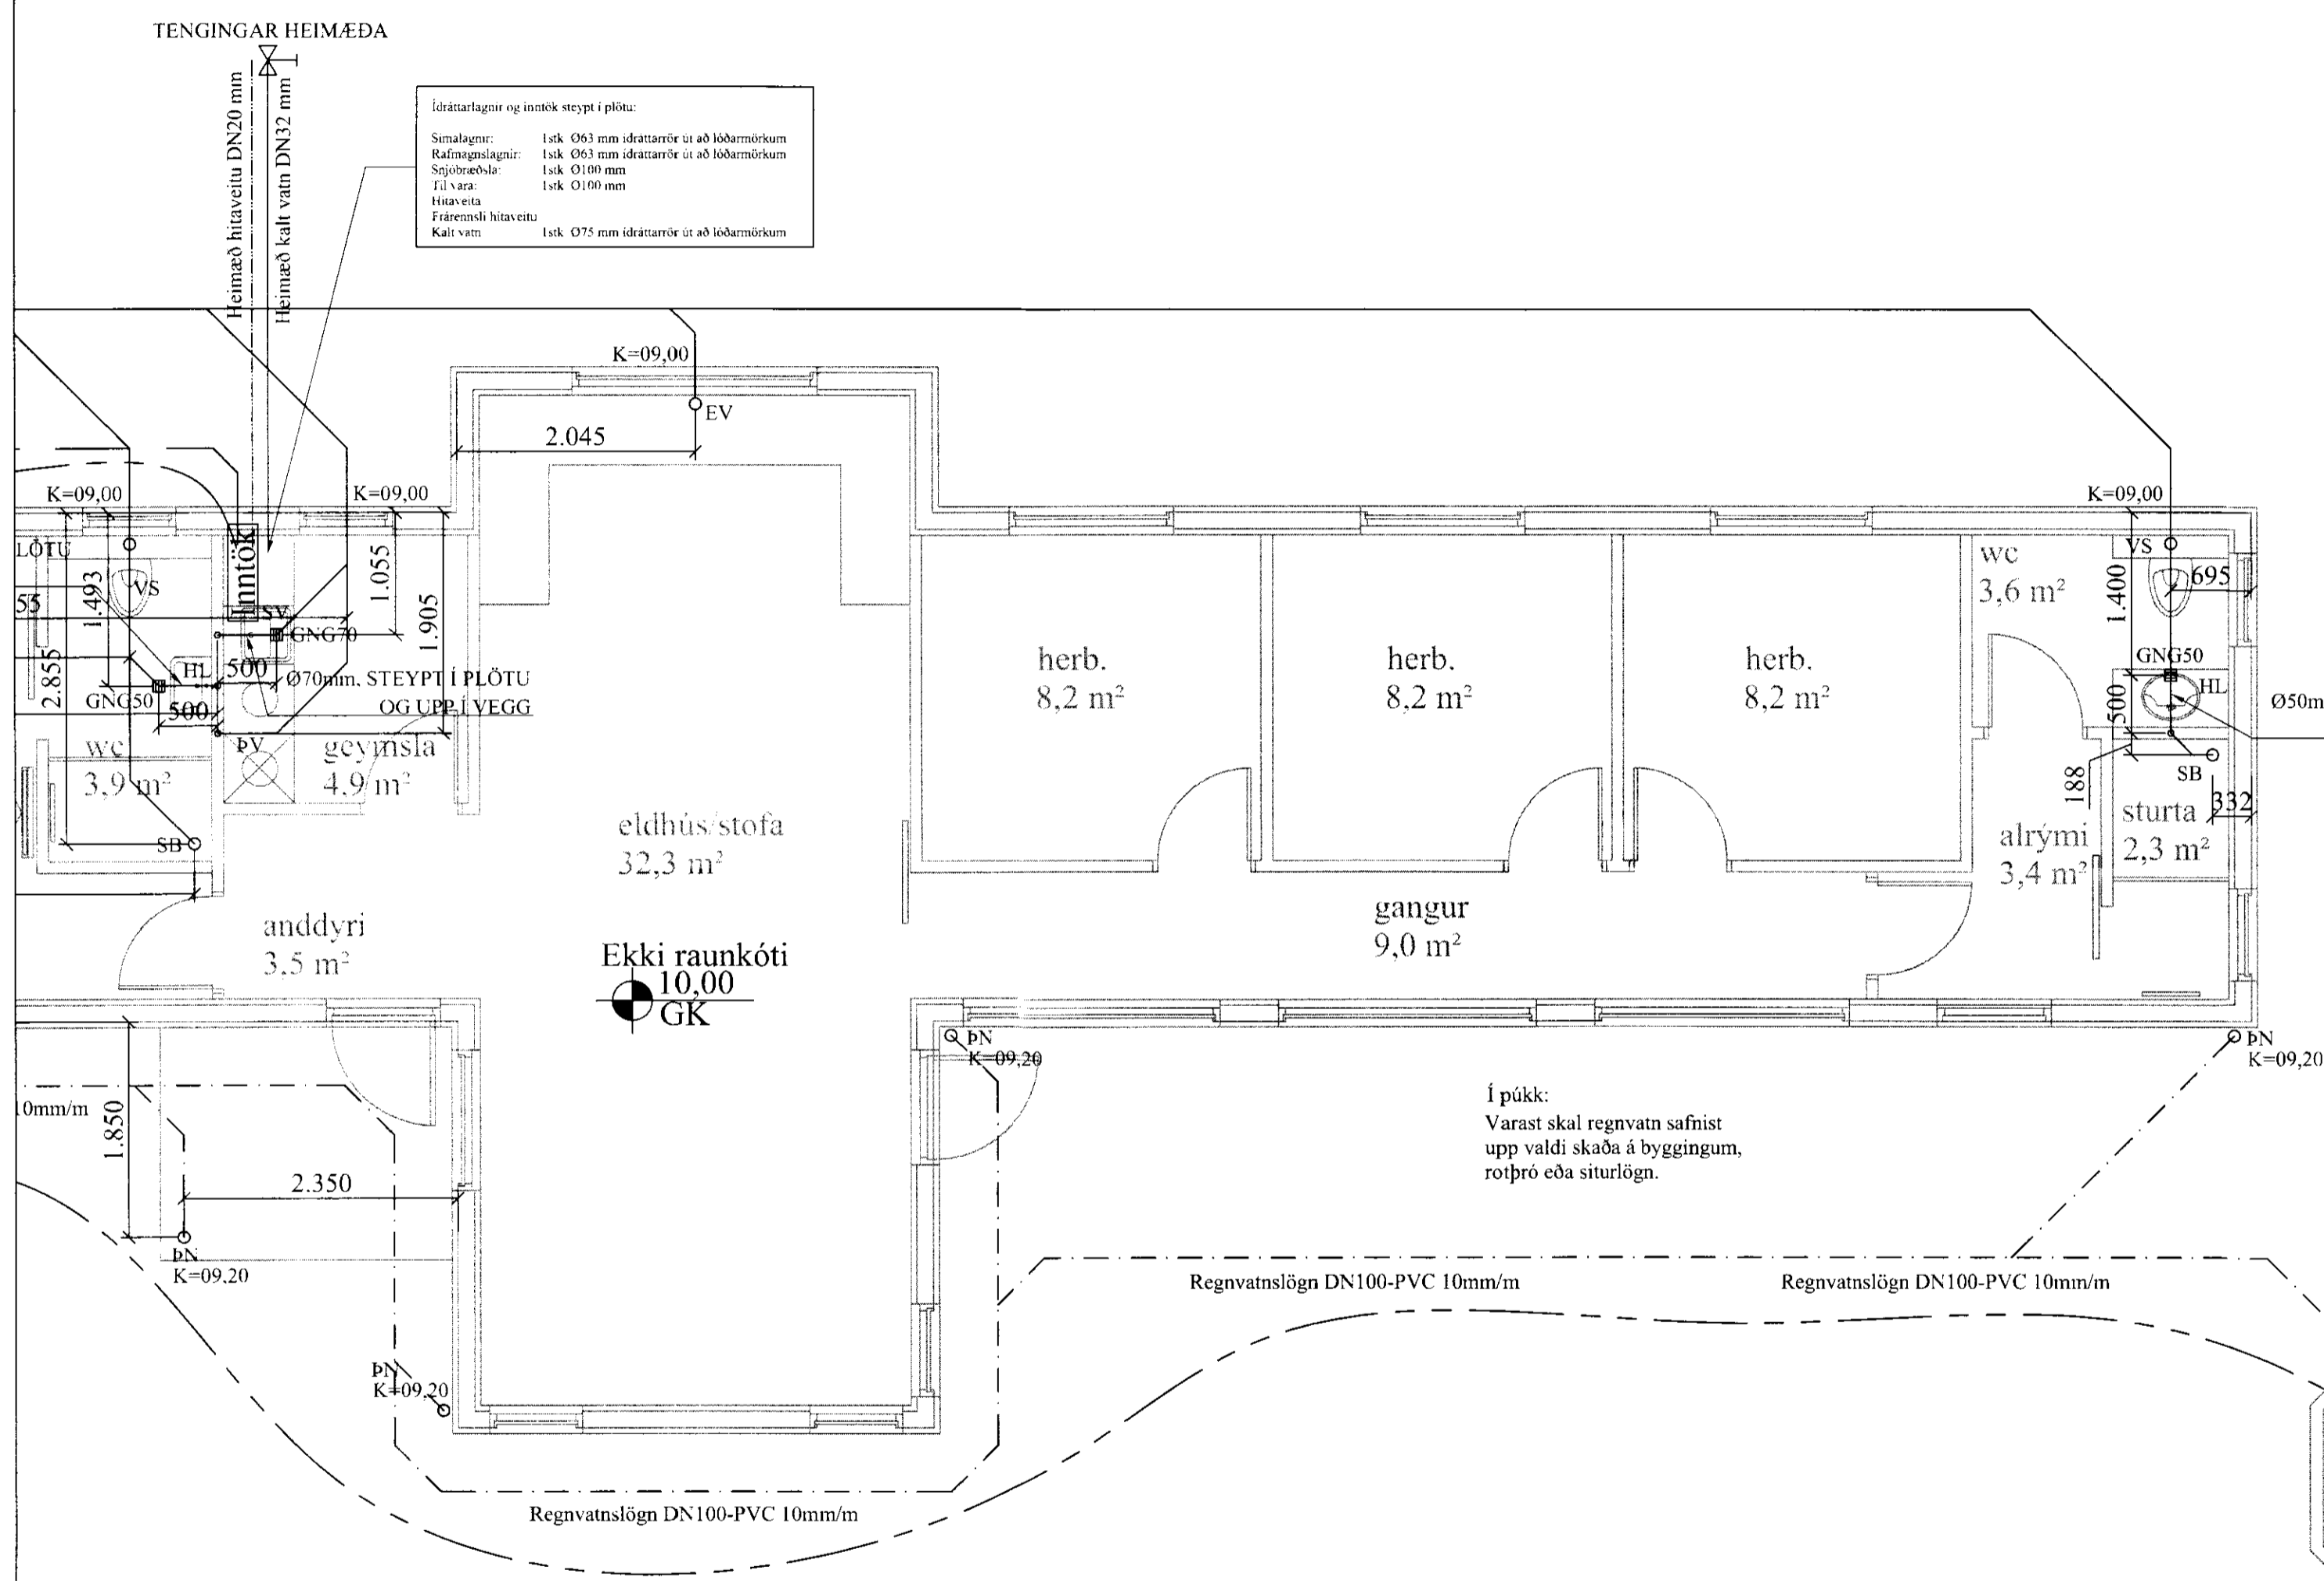 TENGINGAR HEIMÆÐA
Heimæð hitaveitu DN20 mm
Heimæð kalt vatn DN32 mm
Ídráttarlagnir og inntök steypt í plötu:
Símalagnir: 1stk Ø63 mm ídráttarrör út að lóðarmörkum
Rafmagnslagnir: 1stk Ø63 mm ídráttarrör út að lóðarmörkum
Snjóbræðsla: 1stk Ø100 mm
Til vara: 1stk Ø100 mm
Hitaveita
Frárennsli hitaveitu
Kalt vatn 1stk Ø75 mm ídráttarrör út að lóðarmörkum
K=09,00
EV
2.045
K=09,00
K=09,00
K=09,00
LÖTU
Inntök
1.493
VS
55
2.855
SV
GNG70
1.055
1.905
HL
500
GNG50
500
Ø70mm. STEYPT Í PLÖTU
OG UPP Í VEGG
ÞV
wc
3,9 m²
geymsla
4,9 m²
SB
anddyri
3,5 m²
eldhús/stofa
32,3 m²
Ekki raunkóti
10,00
GK
herb.
8,2 m²
herb.
8,2 m²
herb.
8,2 m²
wc
3,6 m²
VS
1.400
695
GNG50
HL
500
Ø50m
188
SB
332
sturta
2,3 m²
alrými
3,4 m²
gangur
9,0 m²
ÞN
K=09,20
ÞN
K=09,20
10mm/m
1.850
2.350
ÞN
K=09,20
ÞN
K=09,20
Í púkk:
Varast skal regnvatn safnist
upp valdi skaða á byggingum,
rotþró eða siturlögn.
Regnvatnslögn DN100-PVC 10mm/m
Regnvatnslögn DN100-PVC 10mm/m
Regnvatnslögn DN100-PVC 10mm/m